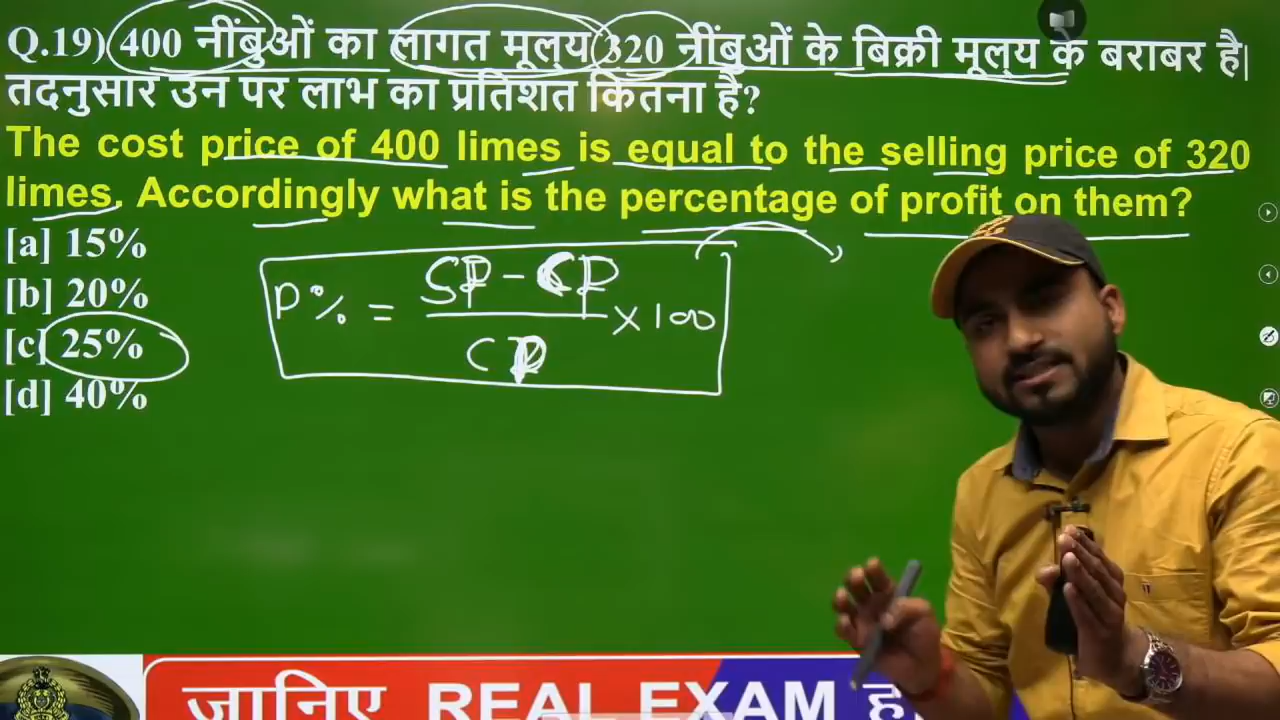 Q.19) 400 नींबुओं का लागत मूल्य 320 नींबुओं के बिक्री मूल्य के बराबर है|
तदनुसार उन पर लाभ का प्रतिशत कितना है?
The cost price of 400 limes is equal to the selling price of 320
limes. Accordingly what is the percentage of profit on them?
[a] 15%
[b] 20%
[c] 25%
[d] 40%
P% = SP - CP
CP
× 100
जानिए REAL EXAM